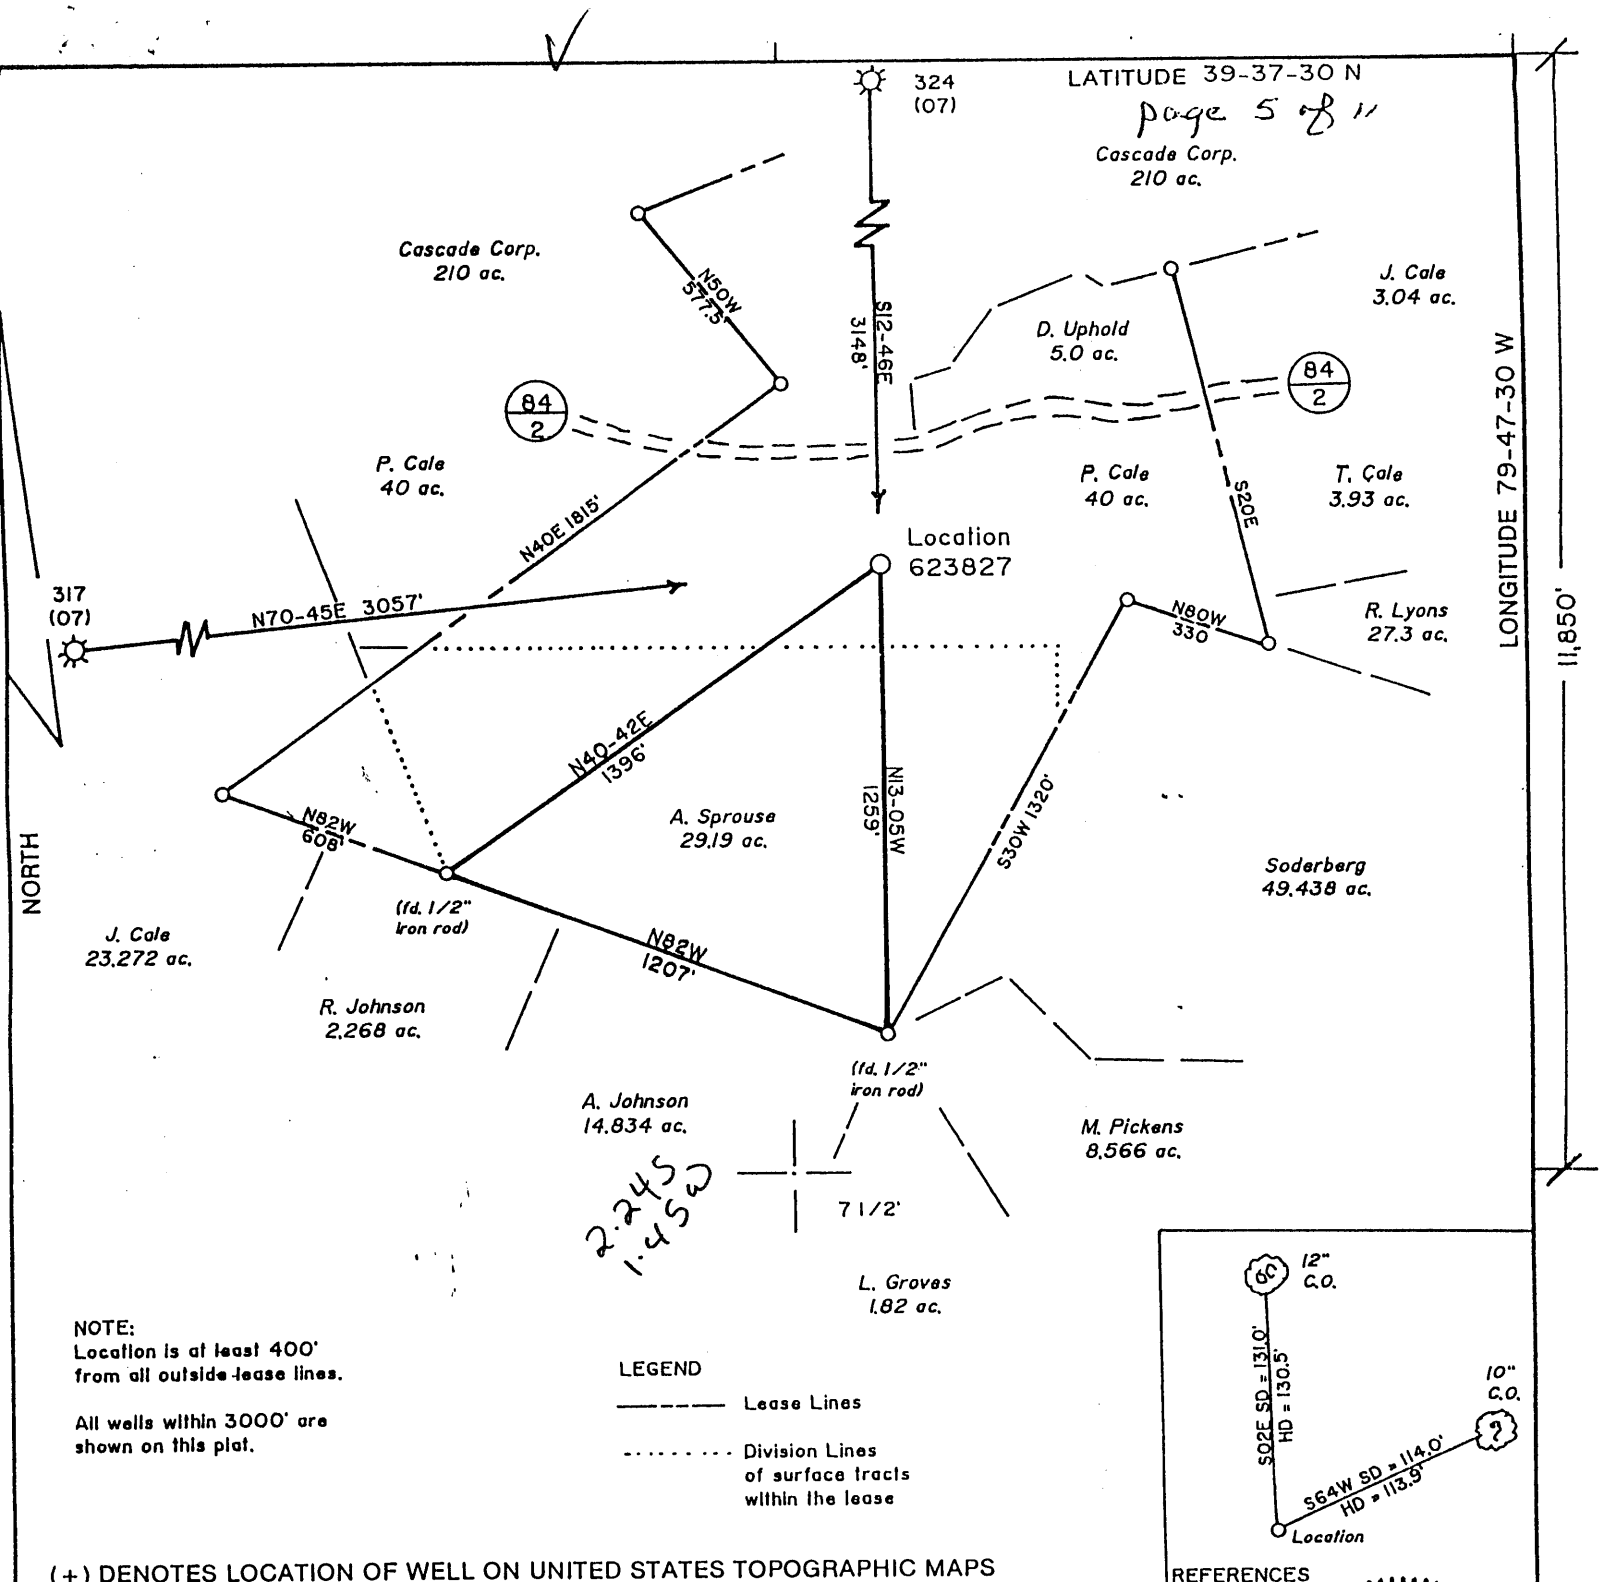 324
(07)
LATITUDE 39-37-30 N
page 5 of 11
Cascade Corp.
210 ac.
Cascade Corp.
210 ac.
N50W
577.5'
S12-46E
3148'
D. Uphold
5.0 ac.
J. Cale
3.04 ac.
84
2
84
2
P. Cale
40 ac.
P. Cale
40 ac.
T. Cale
3.93 ac.
S20E
LONGITUDE 79-47-30 W
11,850'
N40E 1815'
Location
623827
317
(07)
N70-45E 3057'
N80W
330
R. Lyons
27.3 ac.
N40-42E
1396'
N13-05W
1259'
S30W 1320'
A. Sprouse
29.19 ac.
N82W
608'
NORTH
Soderberg
49.438 ac.
(fd. 1/2"
iron rod)
J. Cale
23.272 ac.
N82W
1207'
R. Johnson
2.268 ac.
(fd. 1/2"
iron rod)
A. Johnson
14.834 ac.
M. Pickens
8.566 ac.
2.24S
1.45W
7 1/2'
L. Groves
1.82 ac.
12"
C.O.
S02E SD = 131.0'
HD = 130.5'
10"
C.O.
S64W SD = 114.0'
HD = 113.9'
Location
REFERENCES
NOTE:
Location is at least 400'
from all outside lease lines.
All wells within 3000' are
shown on this plat.
LEGEND
Lease Lines
Division Lines
of surface tracts
within the lease
(+) DENOTES LOCATION OF WELL ON UNITED STATES TOPOGRAPHIC MAPS